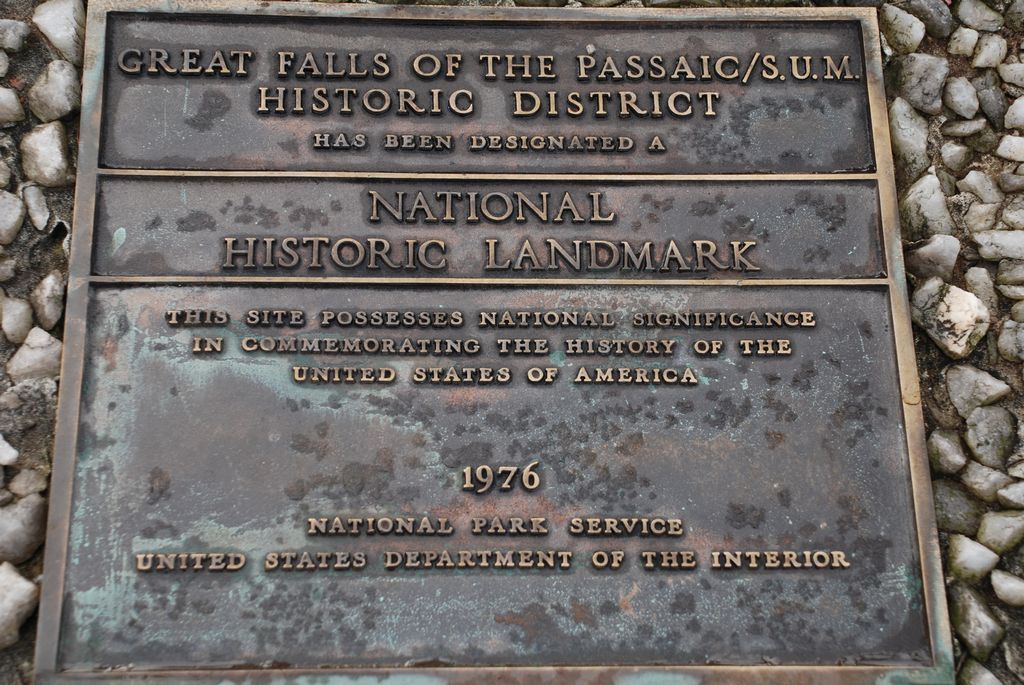 GREAT FALLS OF THE PASSAIC/S.U.M.
HISTORIC DISTRICT
HAS BEEN DESIGNATED A
NATIONAL
HISTORIC LANDMARK
THIS SITE POSSESSES NATIONAL SIGNIFICANCE
IN COMMEMORATING THE HISTORY OF THE
UNITED STATES OF AMERICA
1976
NATIONAL PARK SERVICE
UNITED STATES DEPARTMENT OF THE INTERIOR